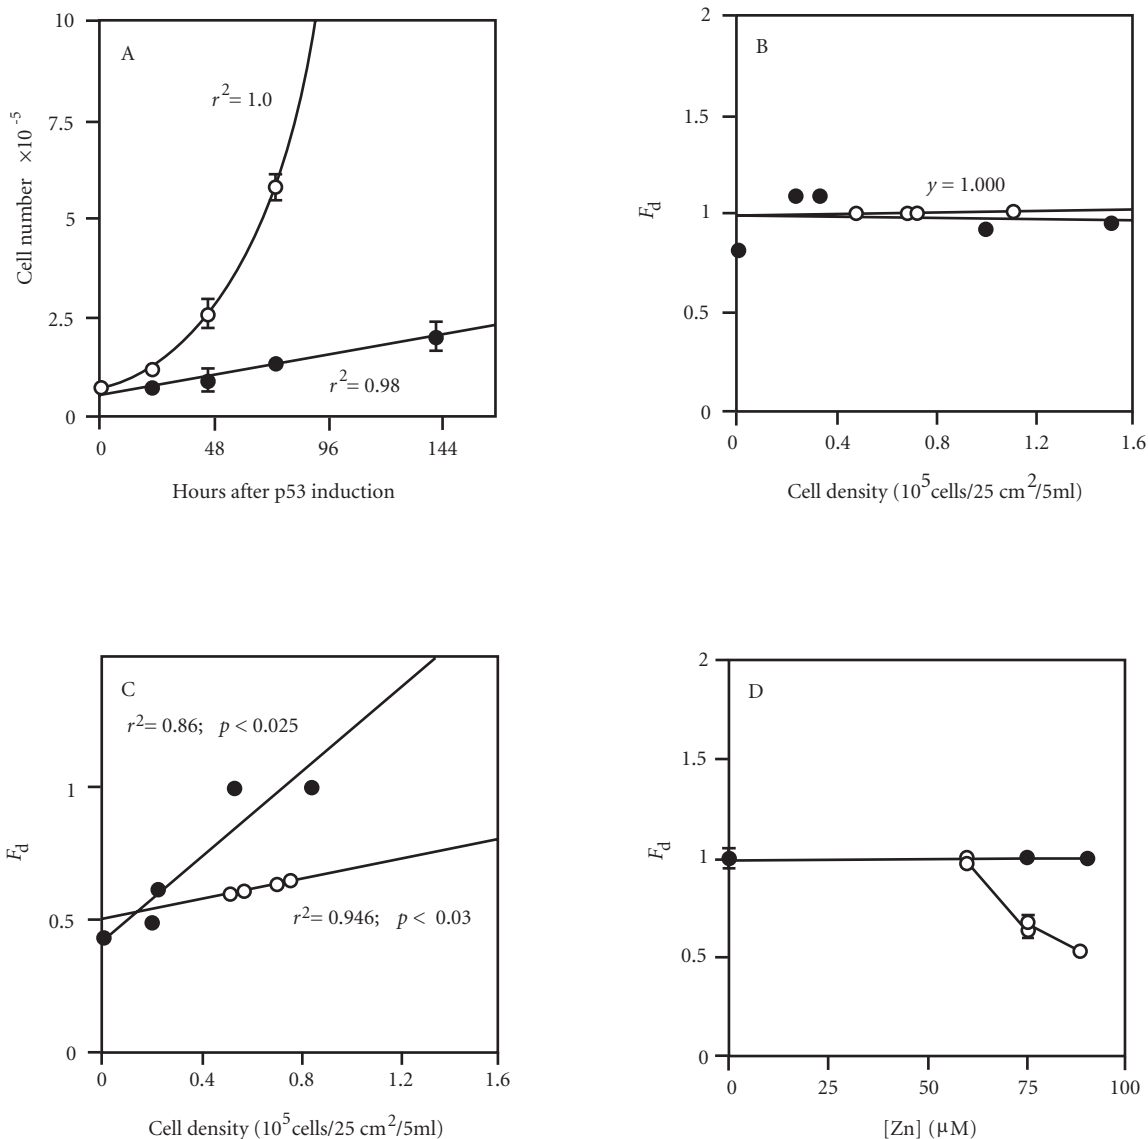 10
7.5
5
2.5
0
Cell number ×10-5
A
r2= 1.0
r2= 0.98
0 48 96 144
Hours after p53 induction
2
1.5
1
0.5
0
Fd
B
y = 1.000
0 0.4 0.8 1.2 1.6
Cell density (105cells/25 cm2/5ml)
1
0.5
0
Fd
C
r2= 0.86; p < 0.025
r2= 0.946; p < 0.03
0 0.4 0.8 1.2 1.6
Cell density (105cells/25 cm2/5ml)
2
1.5
1
0.5
0
Fd
D
0 25 50 75 100
[Zn] (μM)